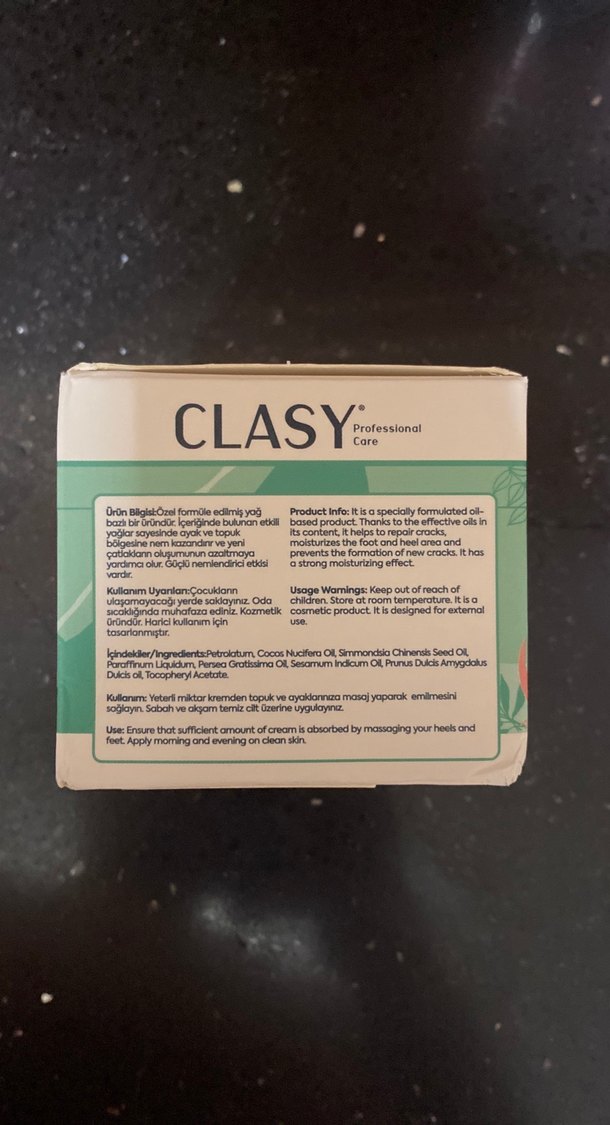 CLASY®
Professional
Care
Ürün Bilgisi:Özel formüle edilmiş yağ
bazlı bir üründür. İçeriğinde bulunan etkili
yağlar sayesinde ayak ve topuk
bölgesine nem kazandırır ve yeni
çatlakların oluşumunun azaltmaya
yardımcı olur. Güçlü nemlendirici etkisi
vardır.
Kullanım Uyarıları:Çocukların
ulaşamayacağı yerde saklayınız. Oda
sıcaklığında muhafaza ediniz. Kozmetik
üründür. Harici kullanım için
tasarlanmıştır.
Product Info: It is a specially formulated oil-
based product. Thanks to the effective oils in
its content, it helps to repair cracks,
moisturizes the foot and heel area and
prevents the formation of new cracks. It has
a strong moisturizing effect.
Usage Warnings: Keep out of reach of
children. Store at room temperature. It is a
cosmetic product. It is designed for external
use.
İçindekiler/Ingredients:Petrolatum, Cocos Nucifera Oil, Simmondsia Chinensis Seed Oil,
Paraffinum Liquidum, Persea Gratissima Oil, Sesamum Indicum Oil, Prunus Dulcis Amygdalus
Dulcis oil, Tocopheryl Acetate.
Kullanım: Yeterli miktar kremden topuk ve ayaklarınıza masaj yaparak emilmesini
sağlayın. Sabah ve akşam temiz cilt üzerine uygulayınız.
Use: Ensure that sufficient amount of cream is absorbed by massaging your heels and
feet. Apply morning and evening on clean skin.